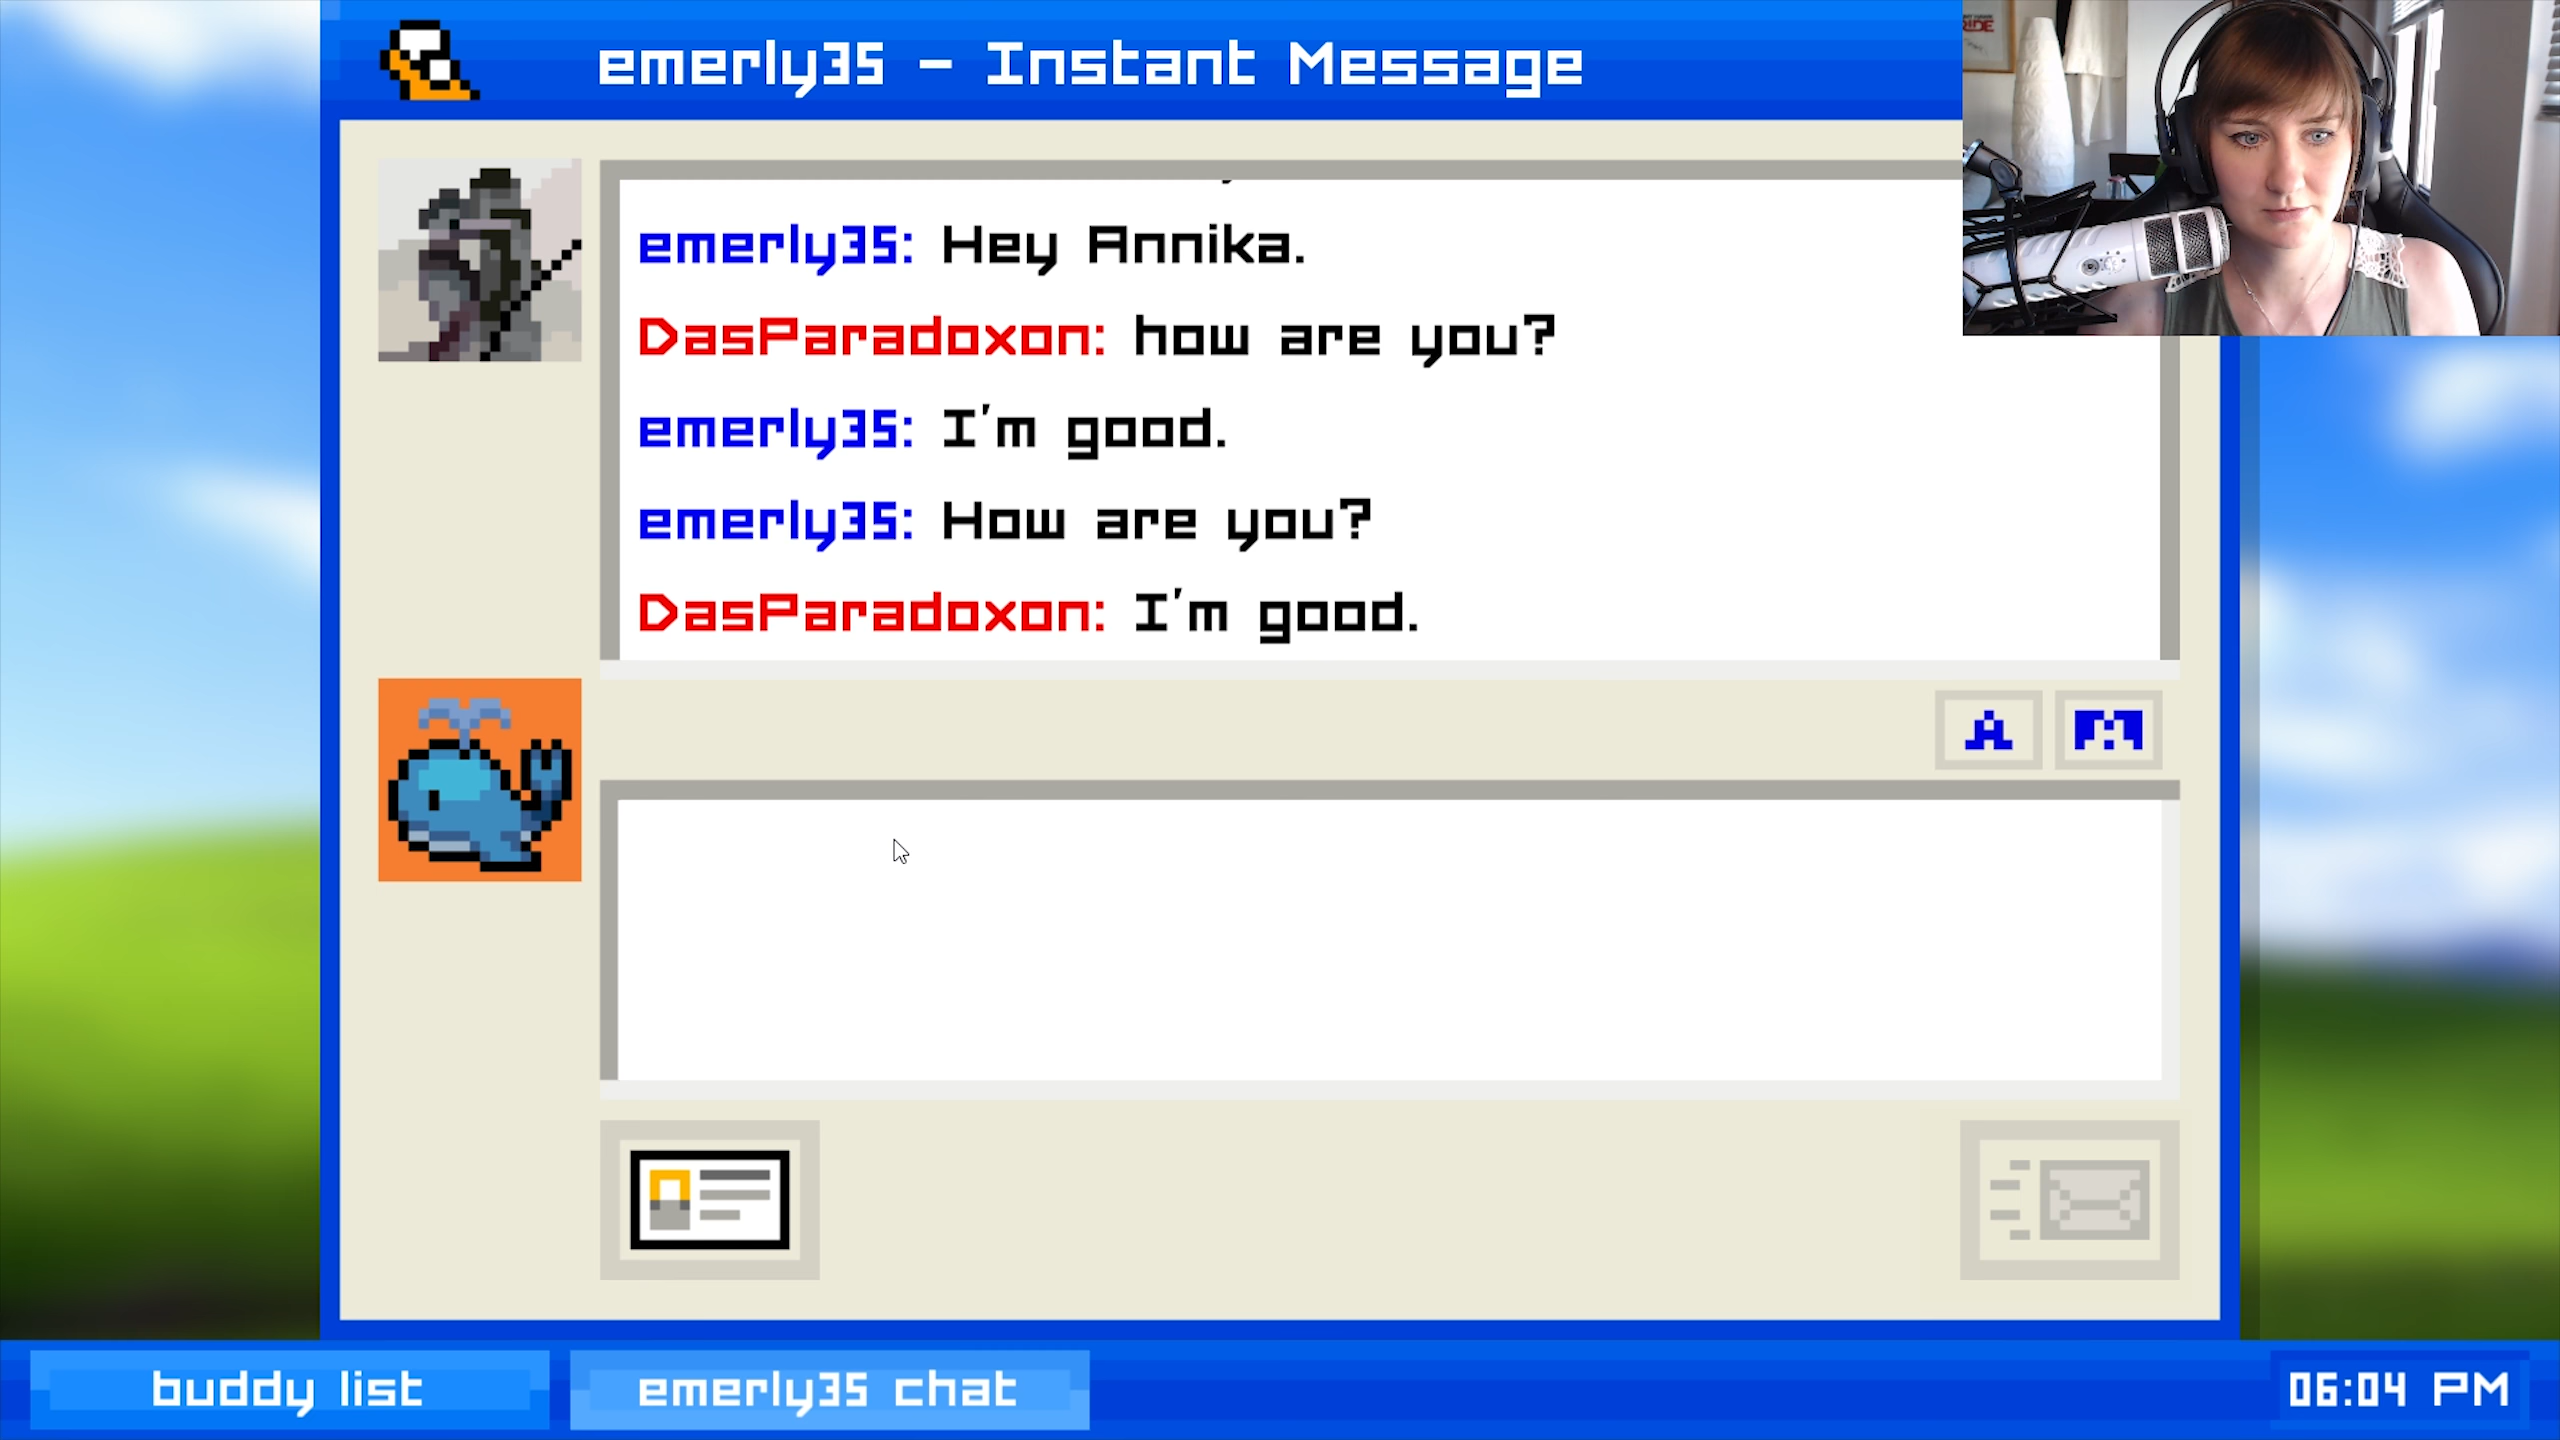 emerly35 - Instant Message
RIDE
emerly35: Hey Annika.
DasParadoxon: how are you?
emerly35: I'm good.
emerly35: How are you?
DasParadoxon: I'm good.
A
buddy list
emerly35 chat
06:04 PM